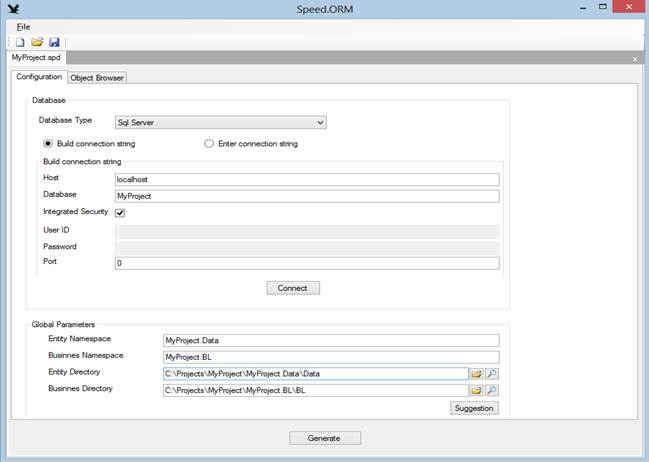 Speed.ORM
File
MyProject.spd
x
Configuration Object Browser
Database
Database Type Sql Server
Build connection string Enter connection string
Build connection string
Host localhost
Database MyProject
Integrated Security
User ID
Password
Port 0
Connect
Global Parameters
Entity Namespace MyProject.Data
Businnes Namespace MyProject.BL
Entity Directory C:\Projects\MyProject\MyProject.Data\Data
Businnes Directory C:\Projects\MyProject\MyProject.BL\BL
Suggestion
Generate